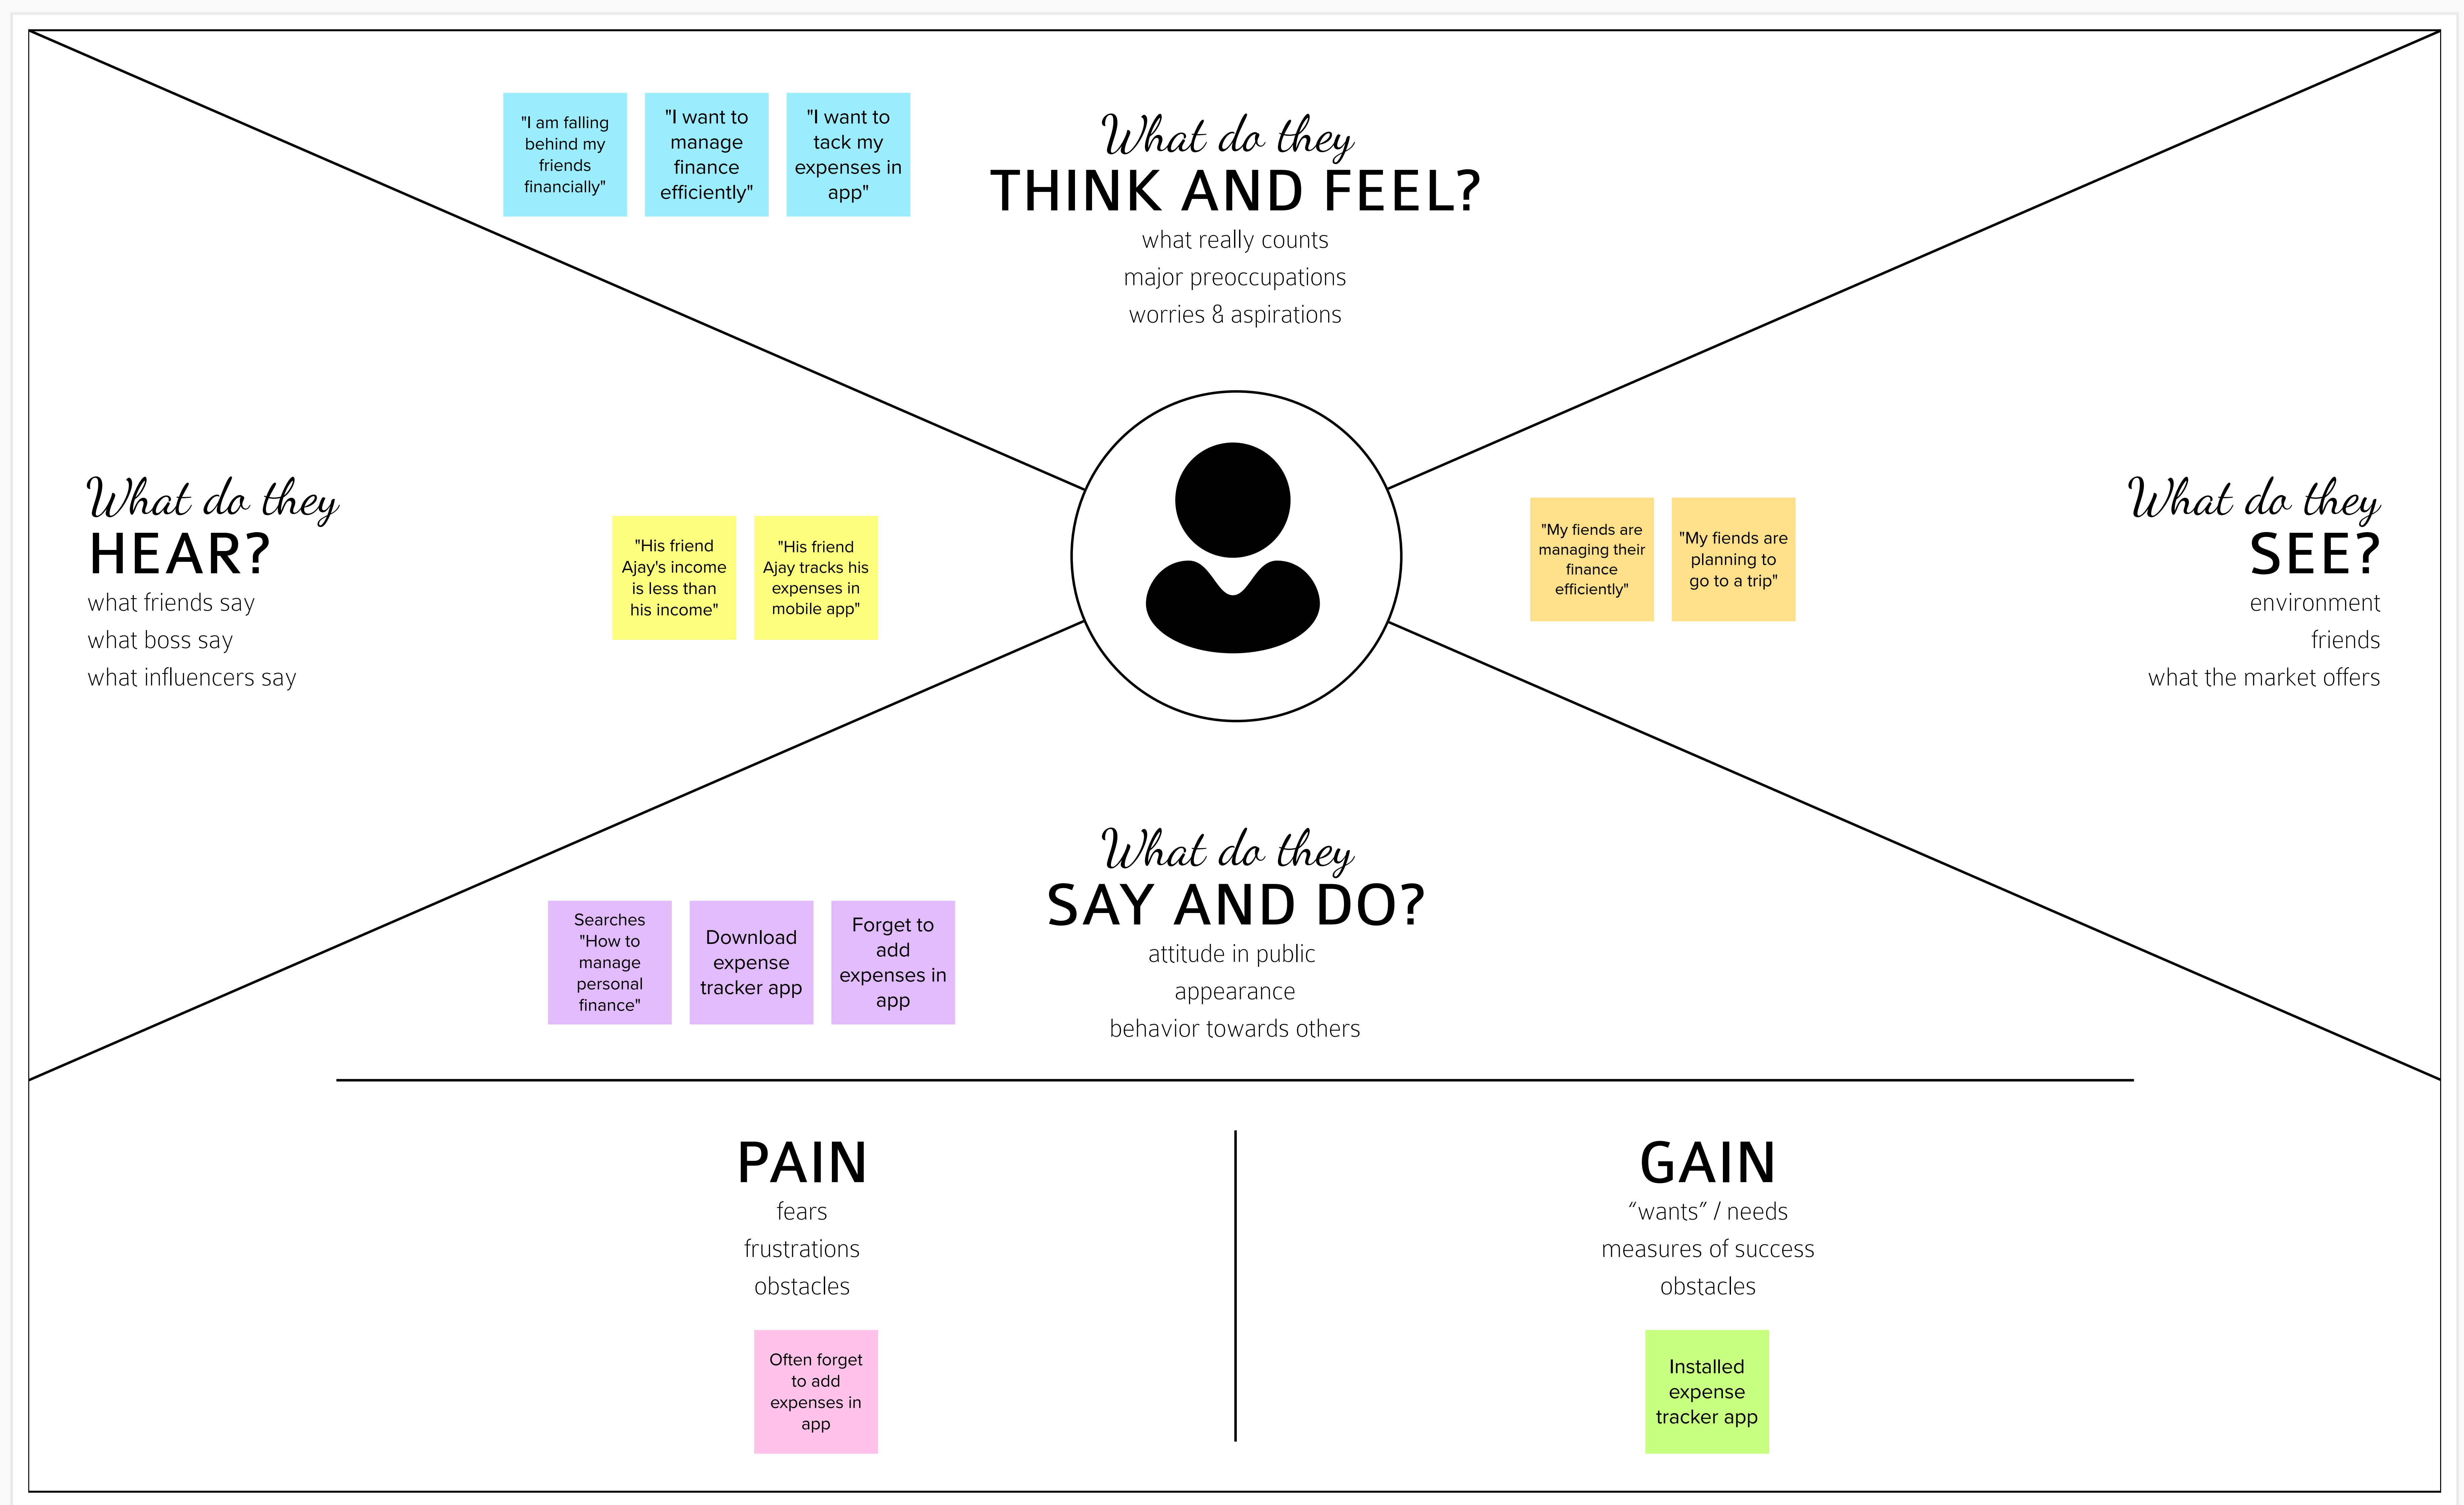 "I am falling
behind my
friends
financially"
"I want to
manage
finance
efficiently"
"I want to
tack my
expenses in
app"
What do they
THINK AND FEEL?
what really counts
major preoccupations
worries & aspirations
What do they
HEAR?
what friends say
what boss say
what influencers say
"His friend
Ajay's income
is less than
his income"
"His friend
Ajay tracks his
expenses in
mobile app"
"My fiends are
managing their
finance
efficiently"
"My fiends are
planning to
go to a trip"
What do they
SEE?
environment
friends
what the market offers
Searches
"How to
manage
personal
finance"
Download
expense
tracker app
Forget to
add
expenses in
app
What do they
SAY AND DO?
attitude in public
appearance
behavior towards others
PAIN
fears
frustrations
obstacles
Often forget
to add
expenses in
app
GAIN
“wants” / needs
measures of success
obstacles
Installed
expense
tracker app